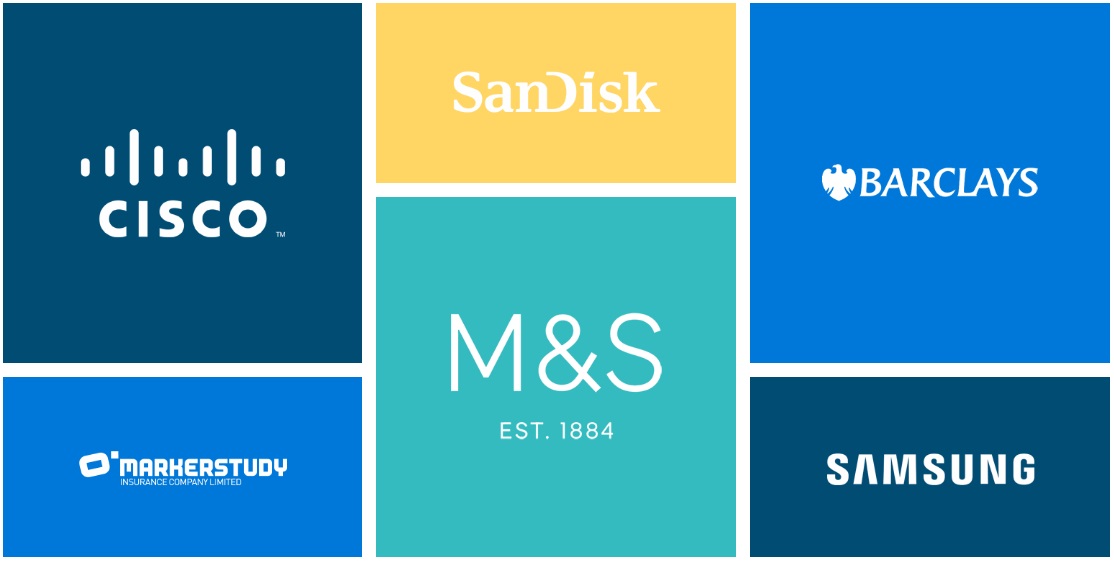 CISCO
TM
MARKERSTUDY
INSURANCE COMPANY LIMITED
SanDisk
M&S
EST. 1884
BARCLAYS
SAMSUNG